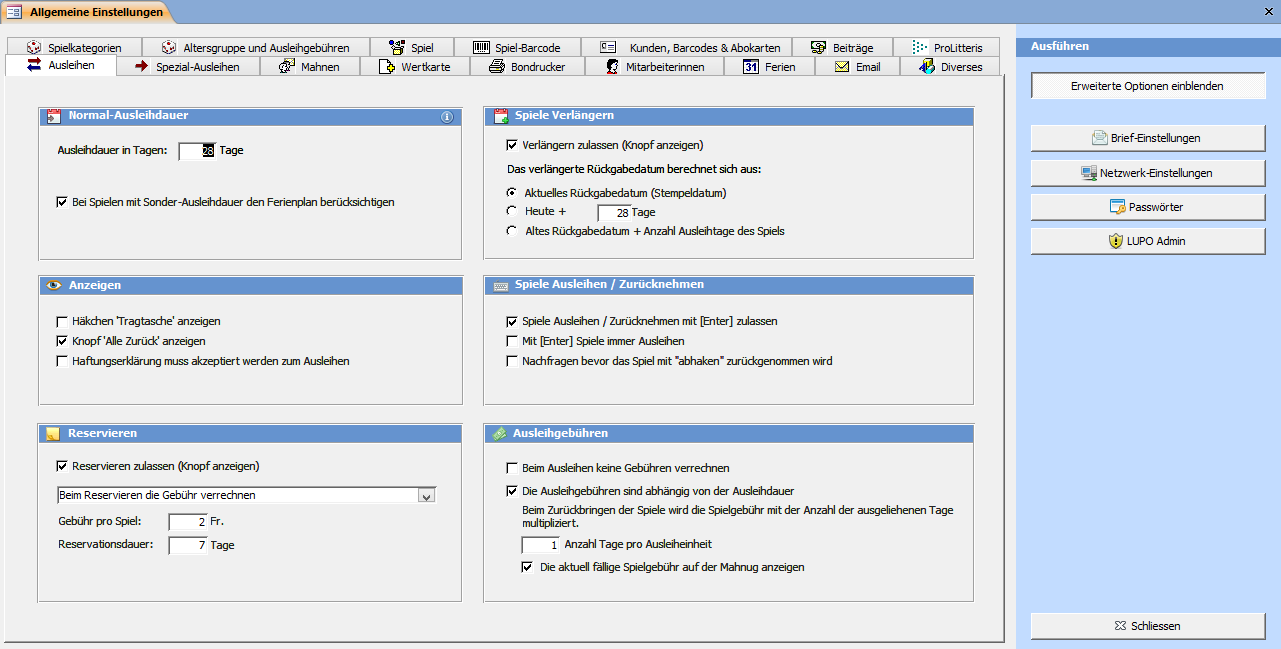 Allgemeine Einstellungen
Spielkategorien
Altersgruppe und Ausleihgebühren
Spiel
Spiel-Barcode
Kunden, Barcodes & Abokarten
Beiträge
ProLitteris
Ausleihen
Spezial-Ausleihen
Mahnen
Wertkarte
Bondrucker
Mitarbeiterinnen
31 Ferien
Email
Diverses
Normal-Ausleihdauer
Ausleihdauer in Tagen: 28 Tage
Bei Spielen mit Sonder-Ausleihdauer den Ferienplan berücksichtigen
Spiele Verlängern
Verlängern zulassen (Knopf anzeigen)
Das verlängerte Rückgabedatum berechnet sich aus:
Aktuelles Rückgabedatum (Stempeldatum)
Heute + 28 Tage
Altes Rückgabedatum + Anzahl Ausleihtage des Spiels
Anzeigen
Häkchen 'Tragtasche' anzeigen
Knopf 'Alle Zurück' anzeigen
Haftungserklärung muss akzeptiert werden zum Ausleihen
Spiele Ausleihen / Zurücknehmen
Spiele Ausleihen / Zurücknehmen mit [Enter] zulassen
Mit [Enter] Spiele immer Ausleihen
Nachfragen bevor das Spiel mit "abhaken" zurückgenommen wird
Reservieren
Reservieren zulassen (Knopf anzeigen)
Beim Reservieren die Gebühr verrechnen
Gebühr pro Spiel: 2 Fr.
Reservationsdauer: 7 Tage
Ausleihgebühren
Beim Ausleihen keine Gebühren verrechnen
Die Ausleihgebühren sind abhängig von der Ausleihdauer
Beim Zurückbringen der Spiele wird die Spielgebühr mit der Anzahl der ausgeliehenen Tage
multipliziert.
1 Anzahl Tage pro Ausleiheinheit
Die aktuell fällige Spielgebühr auf der Mahnug anzeigen
Ausführen
Erweiterte Optionen einblenden
Brief-Einstellungen
Netzwerk-Einstellungen
Passwörter
LUPO Admin
Schliessen